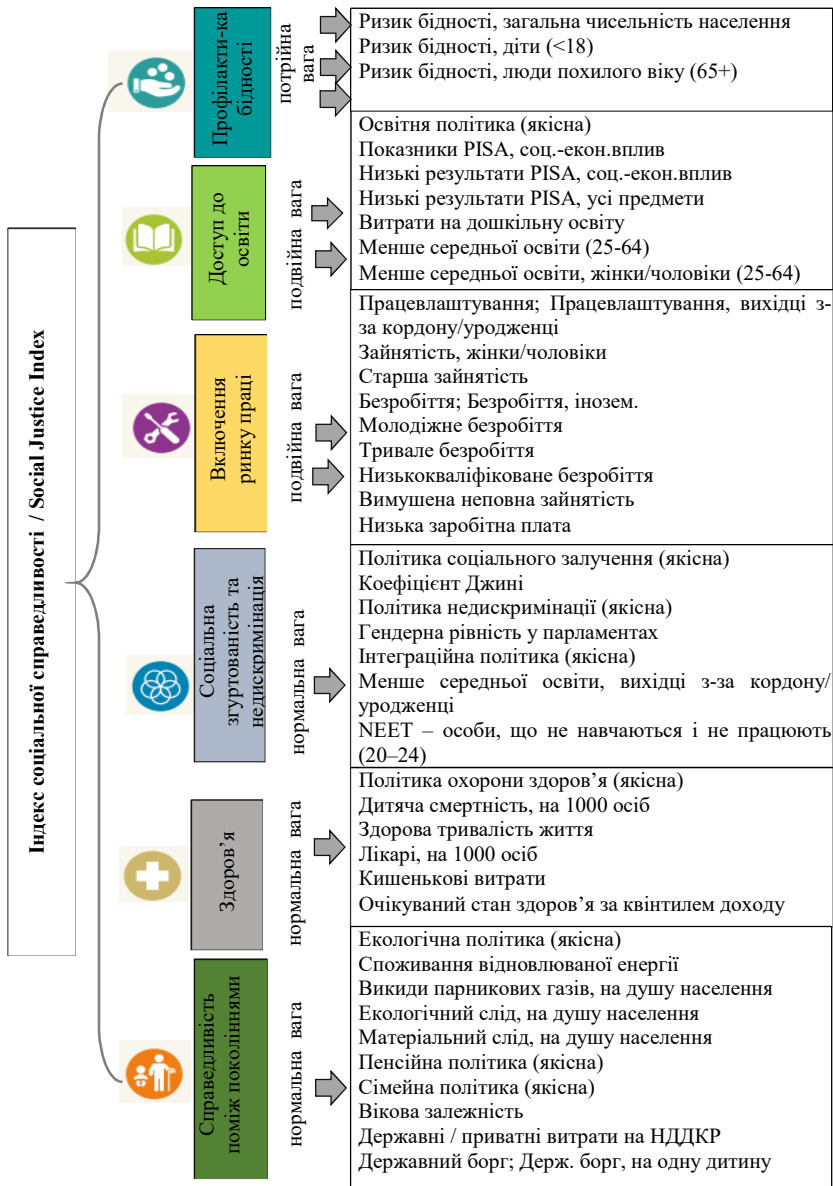 Індекс соціальної справедливості / Social Justice Index
Профілакти-ка
бідності
потрійна
вага
Ризик бідності, загальна чисельність населення
Ризик бідності, діти (<18)
Ризик бідності, люди похилого віку (65+)
Доступ до
освіти
подвійна вага
Освітня політика (якісна)
Показники PISA, соц.-екон.вплив
Низькі результати PISA, соц.-екон.вплив
Низькі результати PISA, усі предмети
Витрати на дошкільну освіту
Менше середньої освіти (25-64)
Менше середньої освіти, жінки/чоловіки (25-64)
Включення
ринку праці
подвійна вага
Працевлаштування; Працевлаштування, вихідці з-
за кордону/уродженці
Зайнятість, жінки/чоловіки
Старша зайнятість
Безробіття; Безробіття, інозем.
Молодіжне безробіття
Тривале безробіття
Низькокваліфіковане безробіття
Вимушена неповна зайнятість
Низька заробітна плата
Соціальна
згуртованість та
недискримінація
нормальна вага
Політика соціального залучення (якісна)
Коефіцієнт Джині
Політика недискримінації (якісна)
Гендерна рівність у парламентах
Інтеграційна політика (якісна)
Менше середньої освіти, вихідці з-за кордону/
уродженці
NEET – особи, що не навчаються і не працюють
(20–24)
Здоров’я
нормальна вага
Політика охорони здоров’я (якісна)
Дитяча смертність, на 1000 осіб
Здорова тривалість життя
Лікарі, на 1000 осіб
Кишенькові витрати
Очікуваний стан здоров’я за квінтилем доходу
Справедливість
поміж поколіннями
нормальна вага
Екологічна політика (якісна)
Споживання відновлюваної енергії
Викиди парникових газів, на душу населення
Екологічний слід, на душу населення
Матеріальний слід, на душу населення
Пенсійна політика (якісна)
Сімейна політика (якісна)
Вікова залежність
Державні / приватні витрати на НДДКР
Державний борг; Держ. борг, на одну дитину